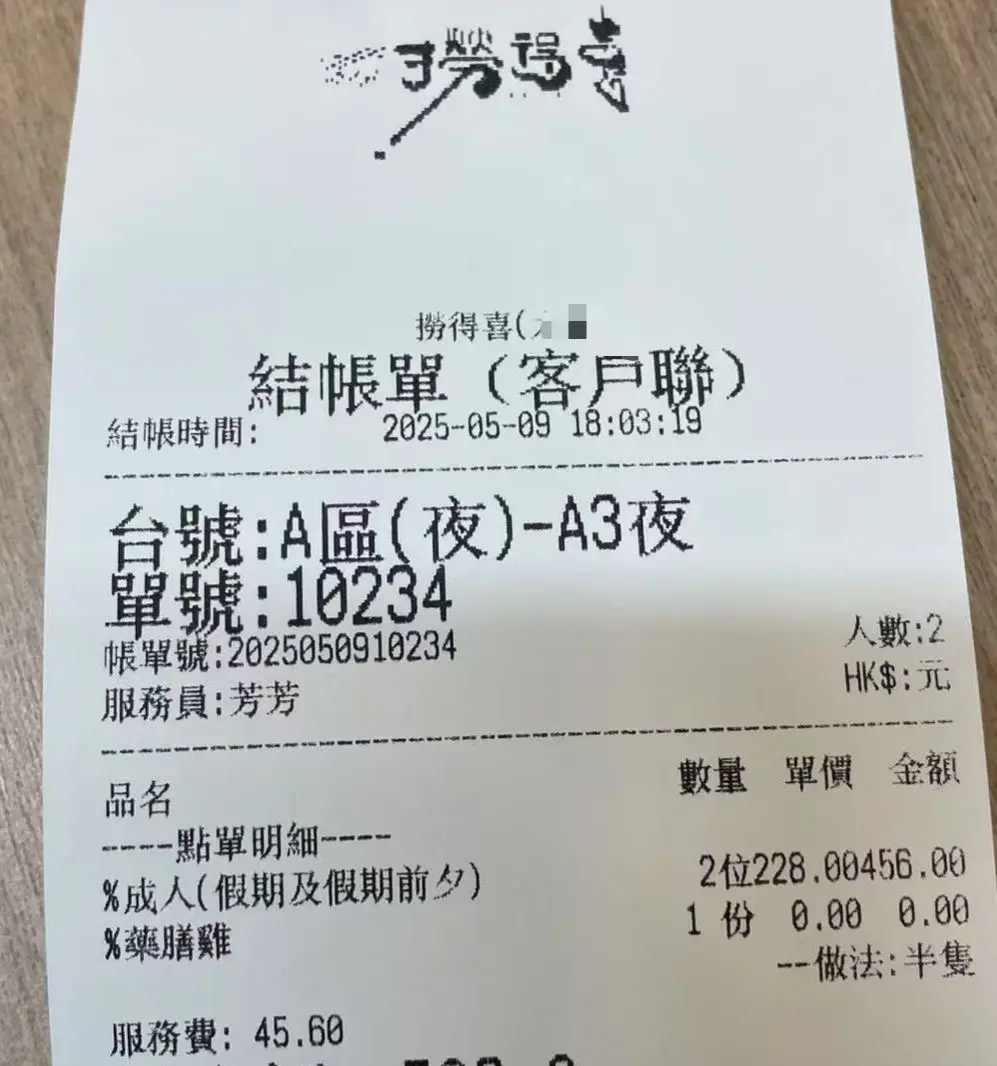 撈得喜
撈得喜(
結帳單（客戶聯）
結帳時間: 2025-05-09 18:03:19
台號:A區(夜)-A3夜
單號:10234
帳單號:2025050910234 人數:2
服務員:芳芳 HK$:元
品名 數量 單價 金額
----點單明細----
%成人(假期及假期前夕) 2位228.00456.00
%藥膳雞 1 份 0.00 0.00
--做法:半隻
服務費: 45.60